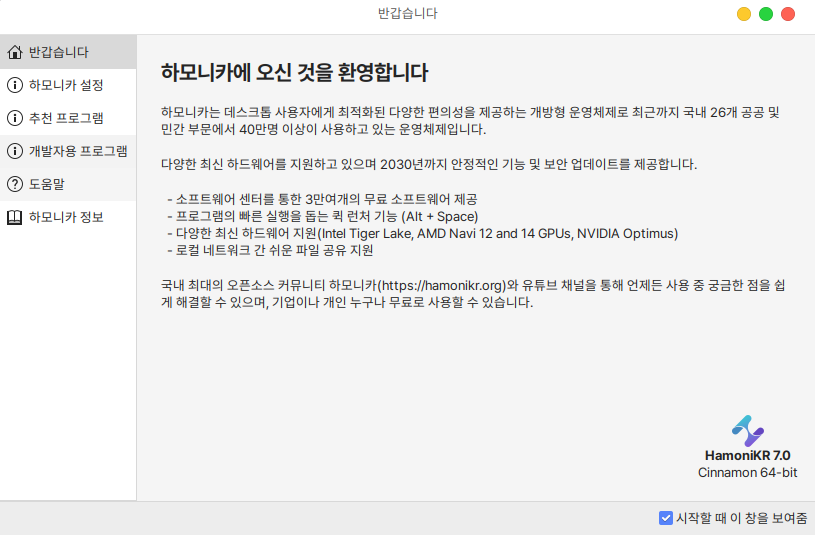 반갑습니다
반갑습니다
하모니카 설정
추천 프로그램
개발자용 프로그램
도움말
하모니카 정보
하모니카에 오신 것을 환영합니다
하모니카는 데스크톱 사용자에게 최적화된 다양한 편의성을 제공하는 개방형 운영체제로 최근까지 국내 26개 공공 및
민간 부문에서 40만명 이상이 사용하고 있는 운영체제입니다.
다양한 최신 하드웨어를 지원하고 있으며 2030년까지 안정적인 기능 및 보안 업데이트를 제공합니다.
- 소프트웨어 센터를 통한 3만여개의 무료 소프트웨어 제공
- 프로그램의 빠른 실행을 돕는 퀵 런처 기능 (Alt + Space)
- 다양한 최신 하드웨어 지원(Intel Tiger Lake, AMD Navi 12 and 14 GPUs, NVIDIA Optimus)
- 로컬 네트워크 간 쉬운 파일 공유 지원
국내 최대의 오픈소스 커뮤니티 하모니카(https://hamonikr.org)와 유튜브 채널을 통해 언제든 사용 중 궁금한 점을 쉽
게 해결할 수 있으며, 기업이나 개인 누구나 무료로 사용할 수 있습니다.
HamoniKR 7.0
Cinnamon 64-bit
시작할 때 이 창을 보여줌